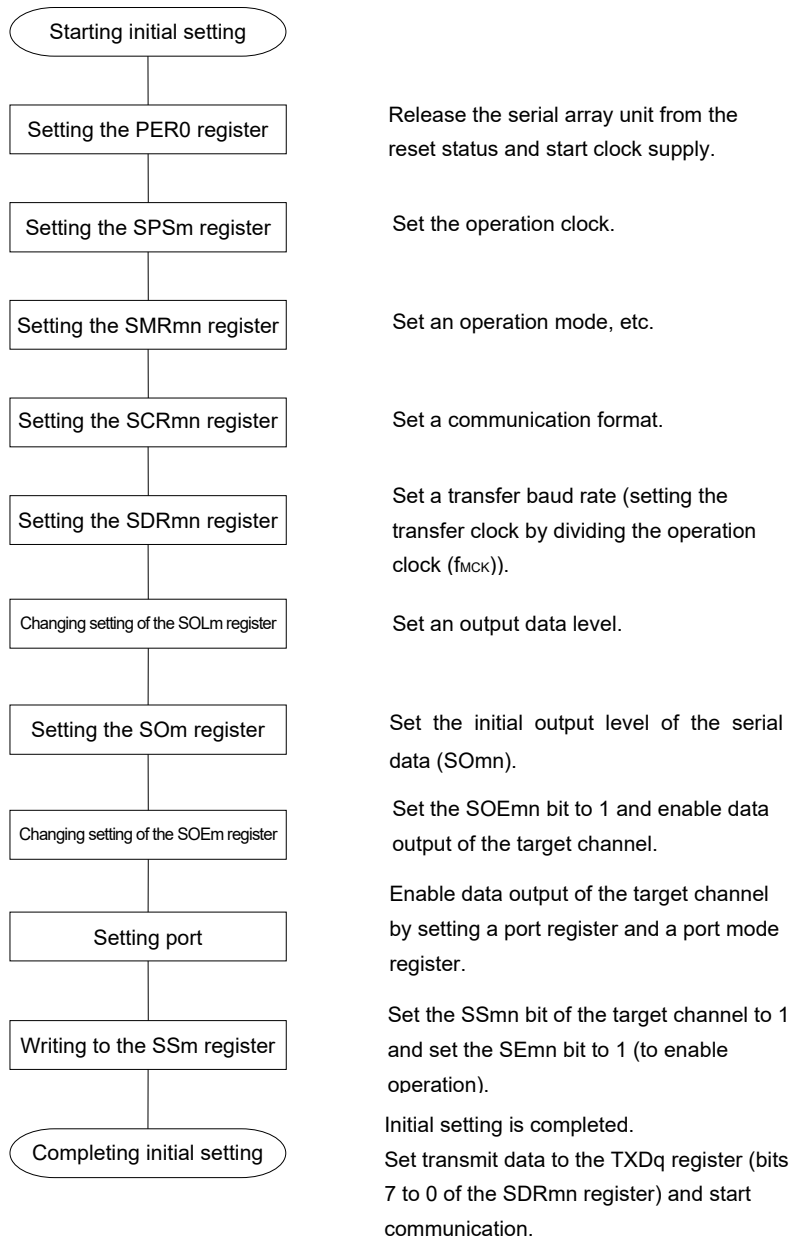 Starting initial setting
Setting the PER0 register
Release the serial array unit from the
reset status and start clock supply.
Setting the SPSm register
Set the operation clock.
Setting the SMRmn register
Set an operation mode, etc.
Setting the SCRmn register
Set a communication format.
Setting the SDRmn register
Set a transfer baud rate (setting the
transfer clock by dividing the operation
clock (fMCK)).
Changing setting of the SOLm register
Set an output data level.
Setting the SOm register
Set the initial output level of the serial
data (SOmn).
Changing setting of the SOEm register
Set the SOEmn bit to 1 and enable data
output of the target channel.
Setting port
Enable data output of the target channel
by setting a port register and a port mode
register.
Writing to the SSm register
Set the SSmn bit of the target channel to 1
and set the SEmn bit to 1 (to enable
operation).
Completing initial setting
Initial setting is completed.
Set transmit data to the TXDq register (bits
7 to 0 of the SDRmn register) and start
communication.